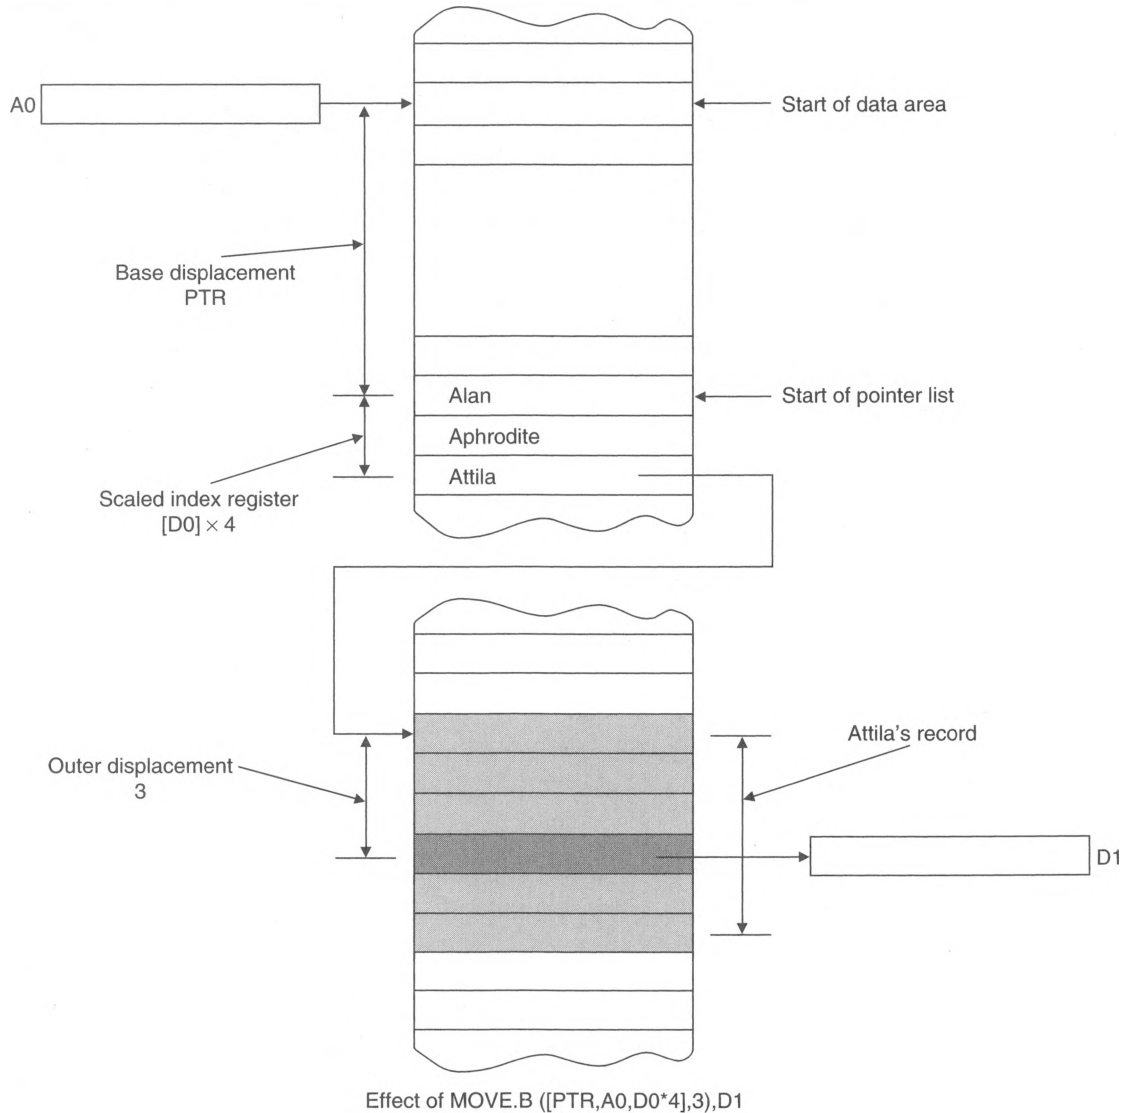 A0
Start of data area
Base displacement
PTR
Alan
Start of pointer list
Aphrodite
Attila
Scaled index register
[D0] × 4
Attila's record
Outer displacement
3
D1
Effect of MOVE.B ([PTR,A0,D0*4],3),D1